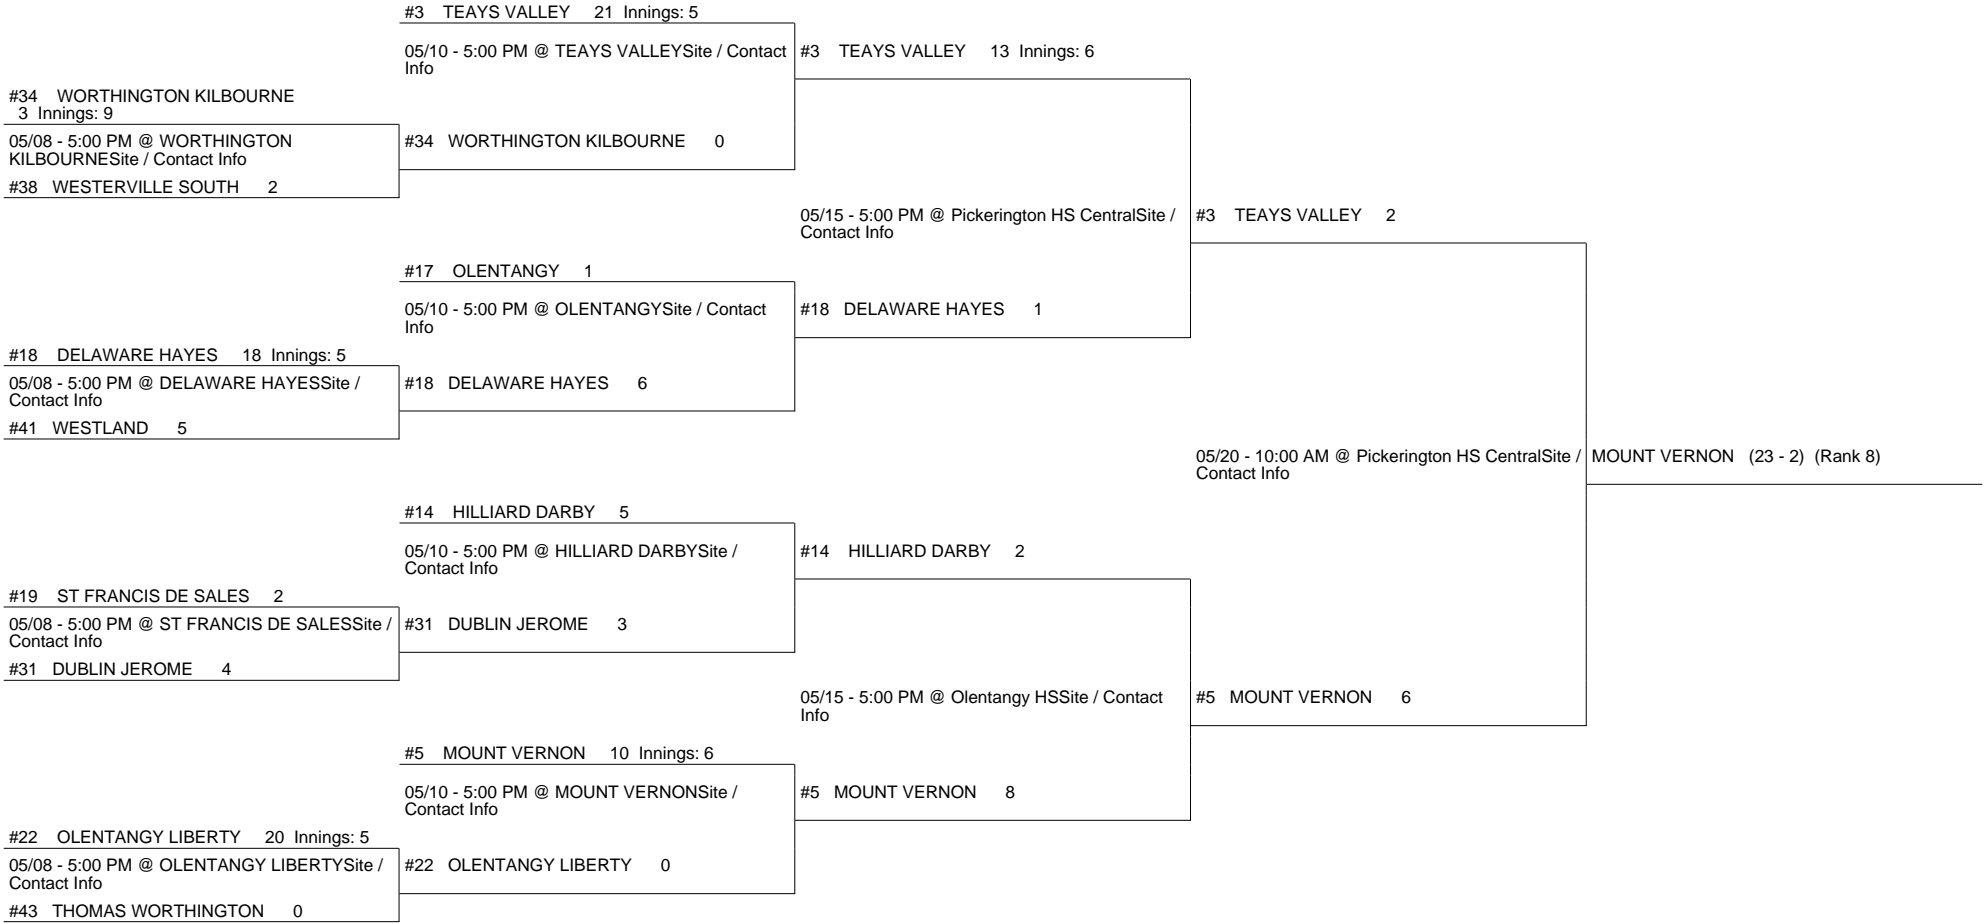 #3 TEAYS VALLEY 21 Innings: 5
05/10 - 5:00 PM @ TEAYS VALLEYSite / Contact
Info
#3 TEAYS VALLEY 13 Innings: 6
#34 WORTHINGTON KILBOURNE
3 Innings: 9
05/08 - 5:00 PM @ WORTHINGTON
KILBOURNESite / Contact Info
#34 WORTHINGTON KILBOURNE 0
#38 WESTERVILLE SOUTH 2
05/15 - 5:00 PM @ Pickerington HS CentralSite /
Contact Info
#3 TEAYS VALLEY 2
#17 OLENTANGY 1
05/10 - 5:00 PM @ OLENTANGYSite / Contact
Info
#18 DELAWARE HAYES 1
#18 DELAWARE HAYES 18 Innings: 5
05/08 - 5:00 PM @ DELAWARE HAYESSite /
Contact Info
#18 DELAWARE HAYES 6
#41 WESTLAND 5
05/20 - 10:00 AM @ Pickerington HS CentralSite /
Contact Info
MOUNT VERNON (23 - 2) (Rank 8)
#14 HILLIARD DARBY 5
05/10 - 5:00 PM @ HILLIARD DARBYSite /
Contact Info
#14 HILLIARD DARBY 2
#19 ST FRANCIS DE SALES 2
05/08 - 5:00 PM @ ST FRANCIS DE SALESSite /
Contact Info
#31 DUBLIN JEROME 3
#31 DUBLIN JEROME 4
05/15 - 5:00 PM @ Olentangy HSSite / Contact
Info
#5 MOUNT VERNON 6
#5 MOUNT VERNON 10 Innings: 6
05/10 - 5:00 PM @ MOUNT VERNONSite /
Contact Info
#5 MOUNT VERNON 8
#22 OLENTANGY LIBERTY 20 Innings: 5
05/08 - 5:00 PM @ OLENTANGY LIBERTYSite /
Contact Info
#22 OLENTANGY LIBERTY 0
#43 THOMAS WORTHINGTON 0